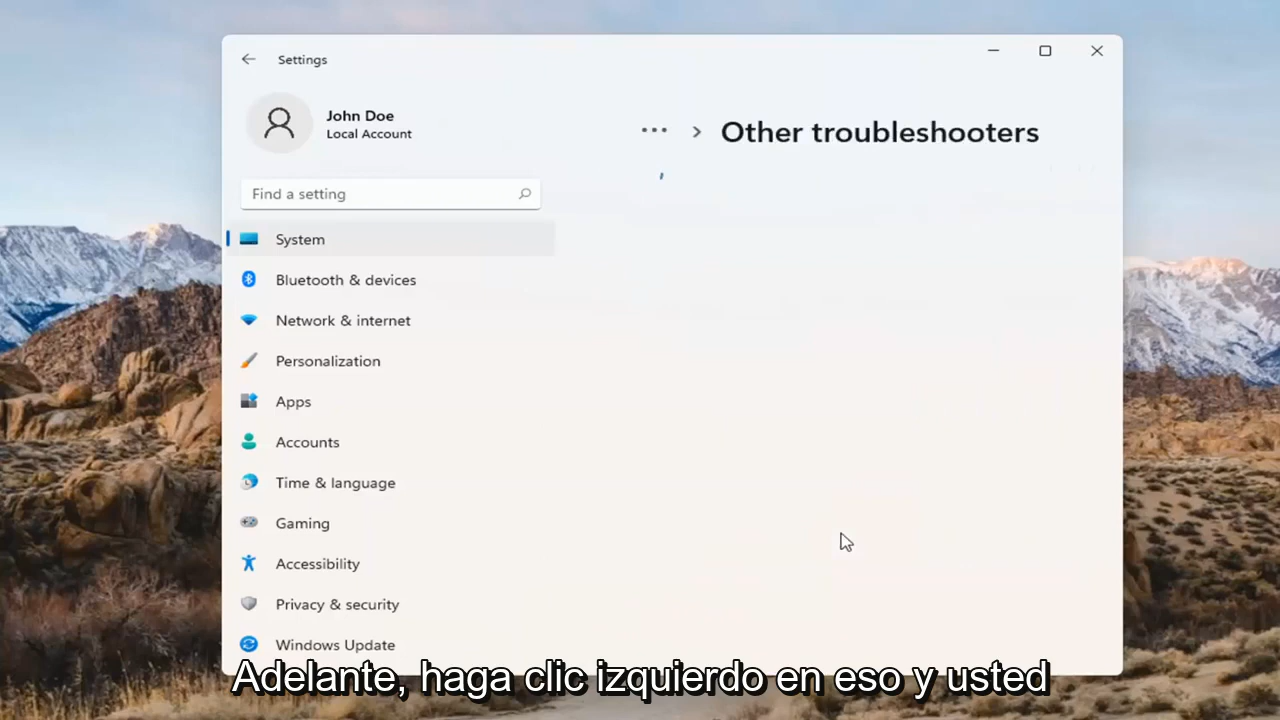 Settings
John Doe
Local Account
Other troubleshooters
Find a setting
System
Bluetooth & devices
Network & internet
Personalization
Apps
Accounts
Time & language
Gaming
Accessibility
Privacy & security
Windows Update
Adelante, haga clic izquierdo en eso y usted